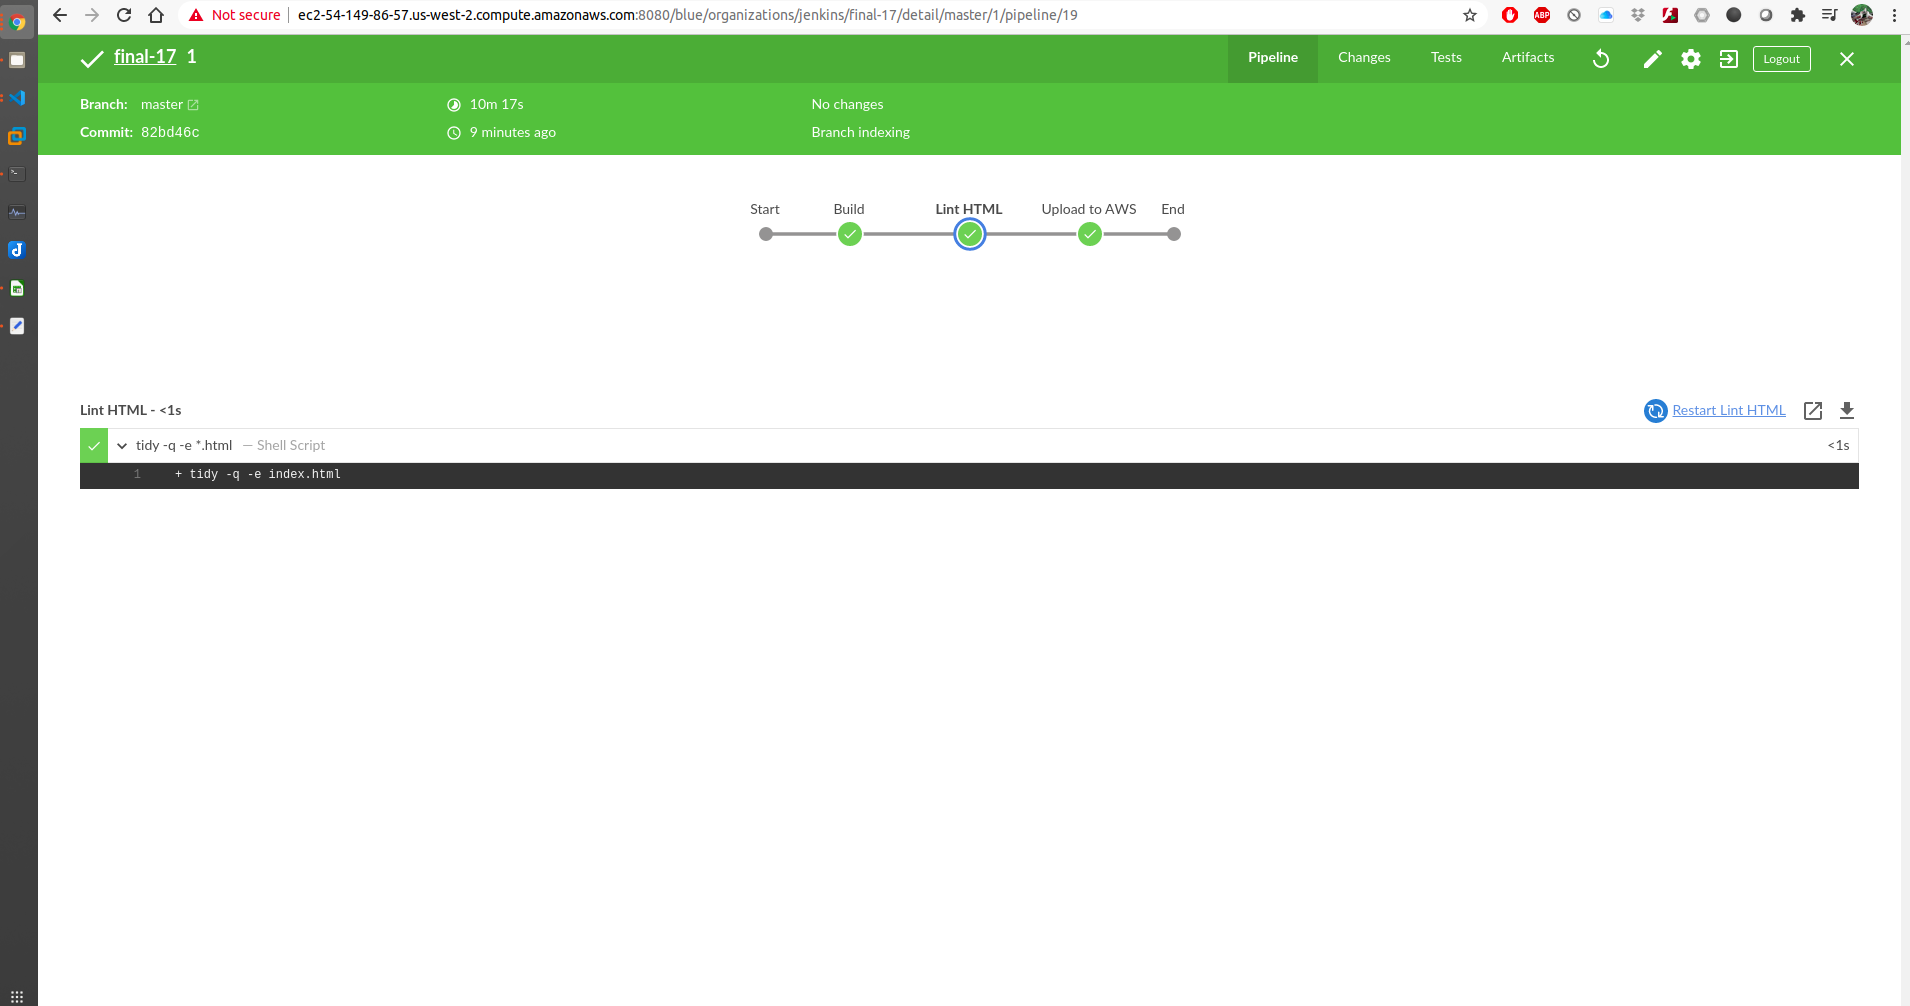 Not secure ec2-54-149-86-57.us-west-2.compute.amazonaws.com:8080/blue/organizations/jenkins/final-17/detail/master/1/pipeline/19
ABP
final-17 1 Pipeline Changes Tests Artifacts Logout
Branch: master 10m 17s No changes
Commit: 82bd46c 9 minutes ago Branch indexing
Start Build Lint HTML Upload to AWS End
Lint HTML - <1s Restart Lint HTML
tidy -q -e *.html — Shell Script <1s
1 + tidy -q -e index.html